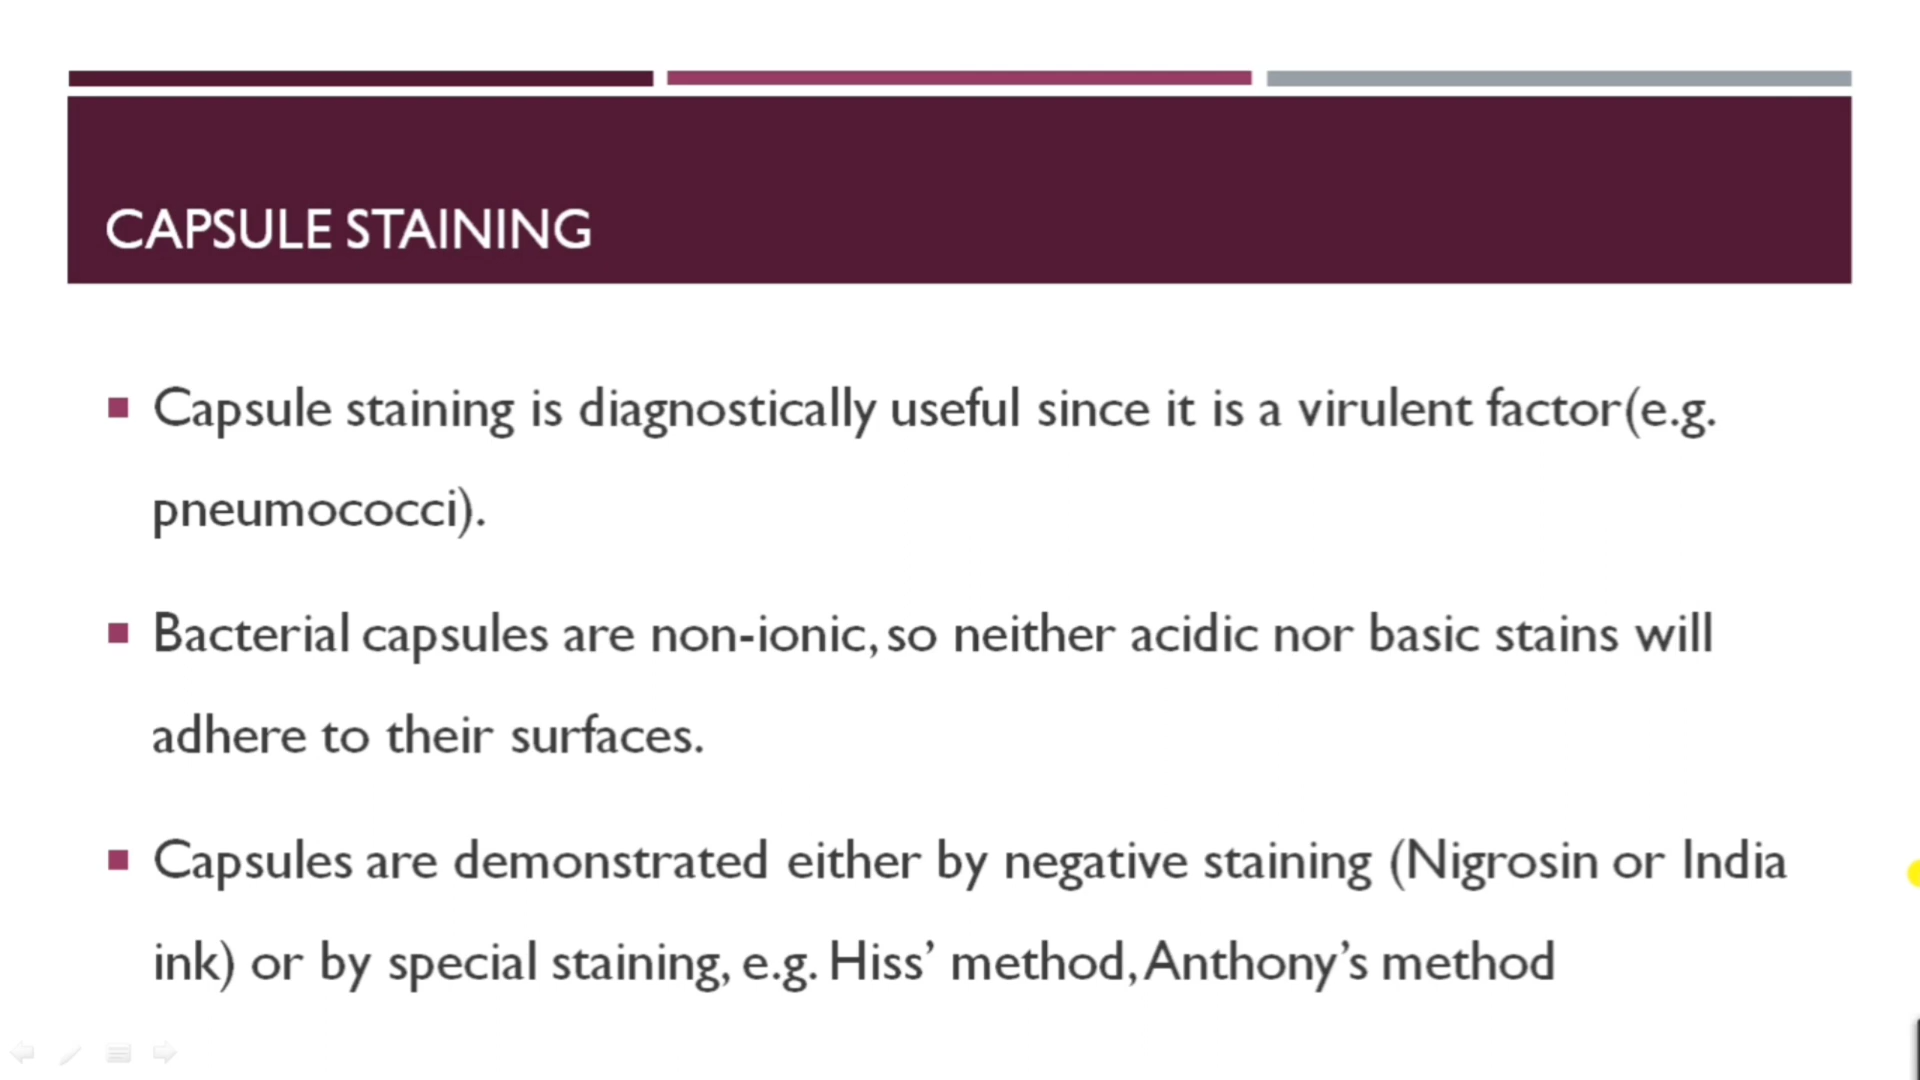 CAPSULE STAINING
Capsule staining is diagnostically useful since it is a virulent factor(e.g.
pneumococci).
Bacterial capsules are non-ionic, so neither acidic nor basic stains will
adhere to their surfaces.
Capsules are demonstrated either by negative staining (Nigrosin or India
ink) or by special staining, e.g. Hiss’ method, Anthony’s method